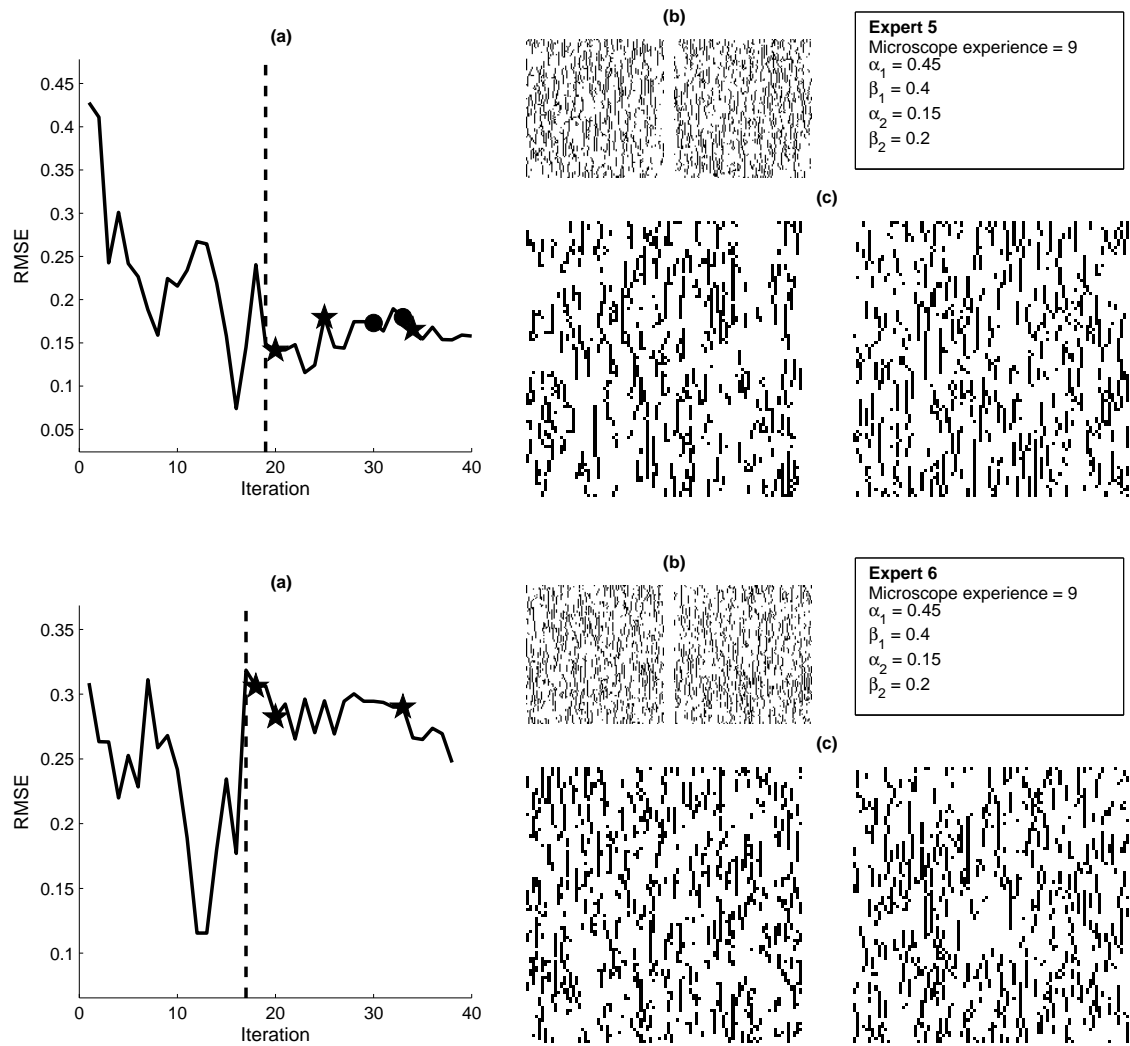 (a)
0.45
0.4
0.35
0.3
0.25
0.2
0.15
0.1
0.05
RMSE
0 10 20 30 40
Iteration
(b)
Expert 5
Microscope experience = 9
α1 = 0.45
β1 = 0.4
α2 = 0.15
β2 = 0.2
(c)
(a)
0.35
0.3
0.25
0.2
0.15
0.1
RMSE
0 10 20 30 40
Iteration
(b)
Expert 6
Microscope experience = 9
α1 = 0.45
β1 = 0.4
α2 = 0.15
β2 = 0.2
(c)